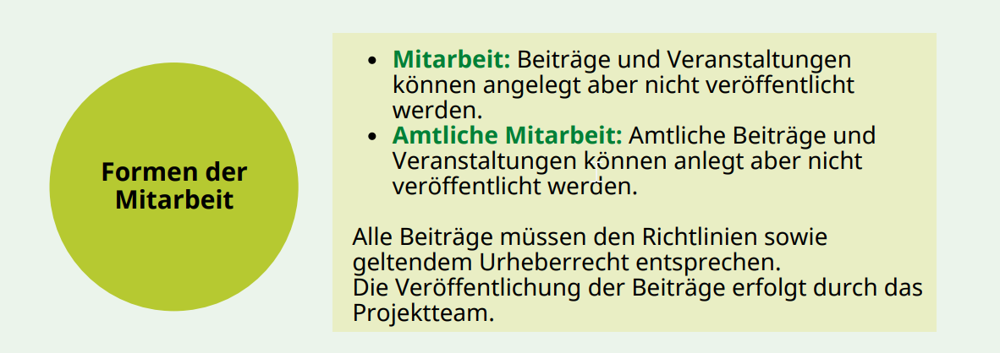 Formen der
Mitarbeit
• Mitarbeit: Beiträge und Veranstaltungen
können angelegt aber nicht veröffentlicht
werden.
• Amtliche Mitarbeit: Amtliche Beiträge und
Veranstaltungen können anlegt aber nicht
veröffentlicht werden.
Alle Beiträge müssen den Richtlinien sowie
geltendem Urheberrecht entsprechen.
Die Veröffentlichung der Beiträge erfolgt durch das
Projektteam.